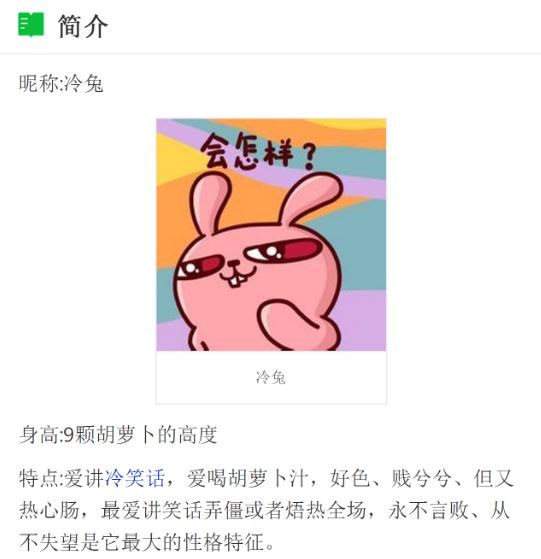 简介
昵称:冷兔
会怎样?
冷兔
身高:9颗胡萝卜的高度
特点:爱讲冷笑话，爱喝胡萝卜汁，好色、贱兮兮、但又
热心肠，最爱讲笑话弄僵或者焐热全场，永不言败、从
不失望是它最大的性格特征。